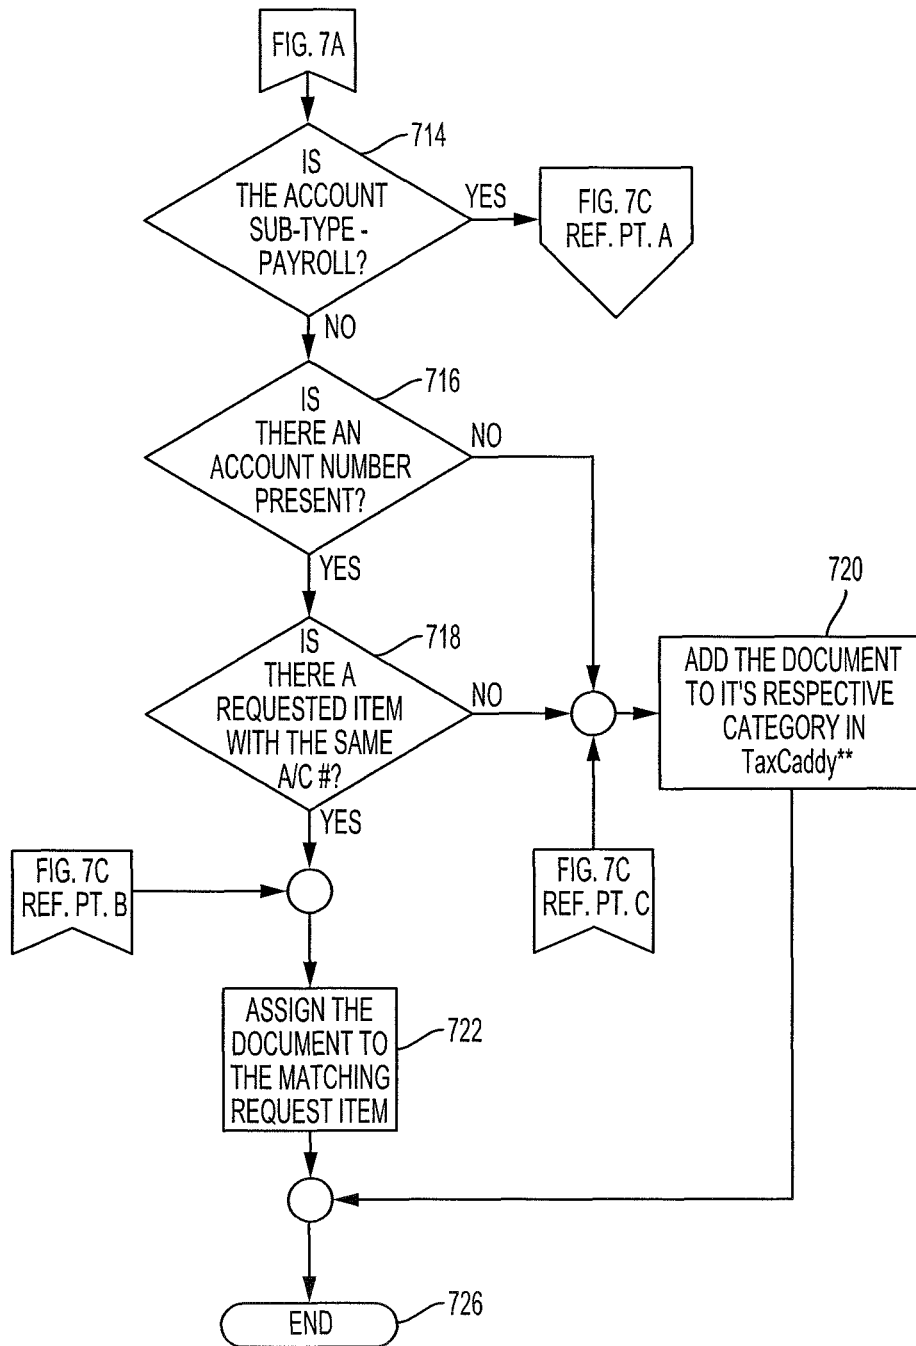 FIG. 7A
714
IS
THE ACCOUNT
SUB-TYPE -
PAYROLL?
YES
FIG. 7C
REF. PT. A
NO
716
IS
THERE AN
ACCOUNT NUMBER
PRESENT?
NO
YES
718
IS
THERE A
REQUESTED ITEM
WITH THE SAME
A/C #?
NO
720
ADD THE DOCUMENT
TO IT'S RESPECTIVE
CATEGORY IN
TaxCaddy**
YES
FIG. 7C
REF. PT. B
FIG. 7C
REF. PT. C
ASSIGN THE
DOCUMENT TO
THE MATCHING
REQUEST ITEM
722
END
726